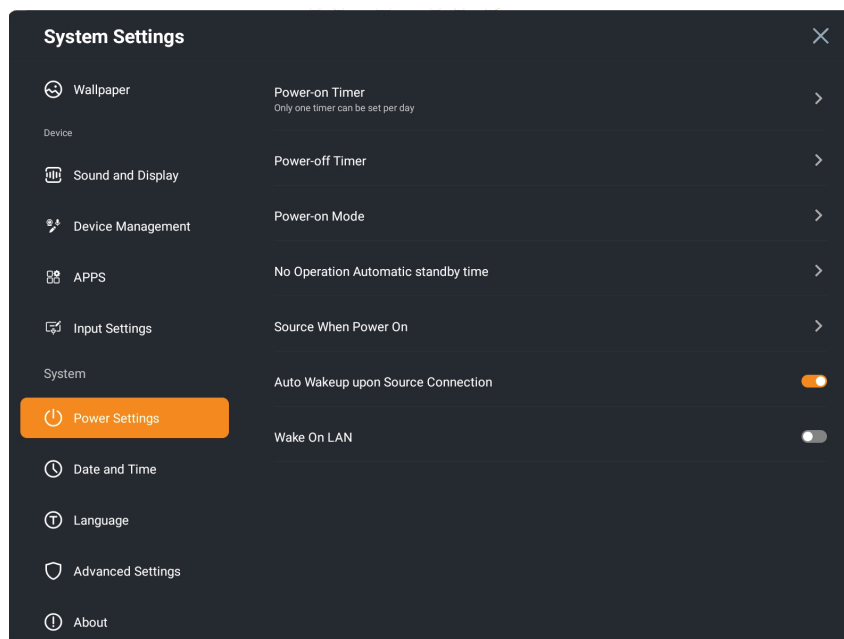 System Settings
Wallpaper
Device
Sound and Display
Device Management
APPS
Input Settings
System
Power Settings
Date and Time
Language
Advanced Settings
About
Power-on Timer
Only one timer can be set per day
Power-off Timer
Power-on Mode
No Operation Automatic standby time
Source When Power On
Auto Wakeup upon Source Connection
Wake On LAN